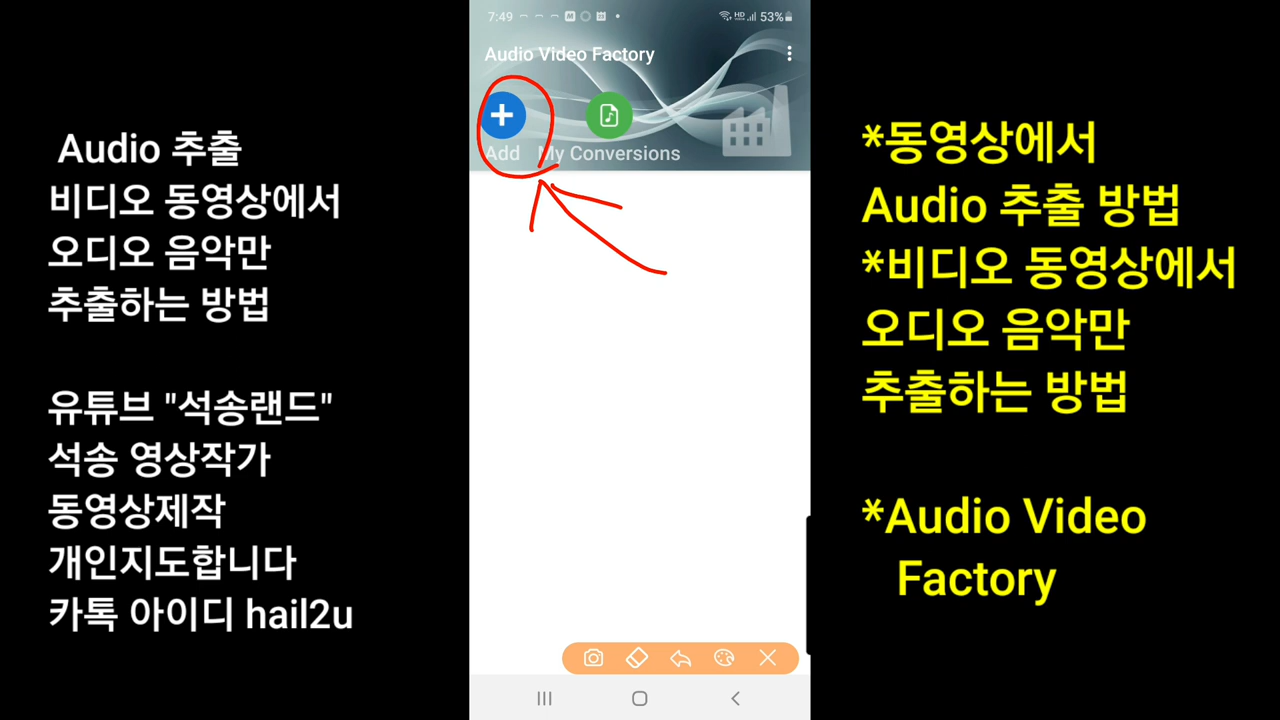 Audio 추출
비디오 동영상에서
오디오 음악만
추출하는 방법
유튜브 "석송랜드"
석송 영상작가
동영상제작
개인지도합니다
카톡 아이디 hail2u
7:49
HD
53%
Audio Video Factory
Add
My Conversions
*동영상에서
Audio 추출 방법
*비디오 동영상에서
오디오 음악만
추출하는 방법
*Audio Video
Factory